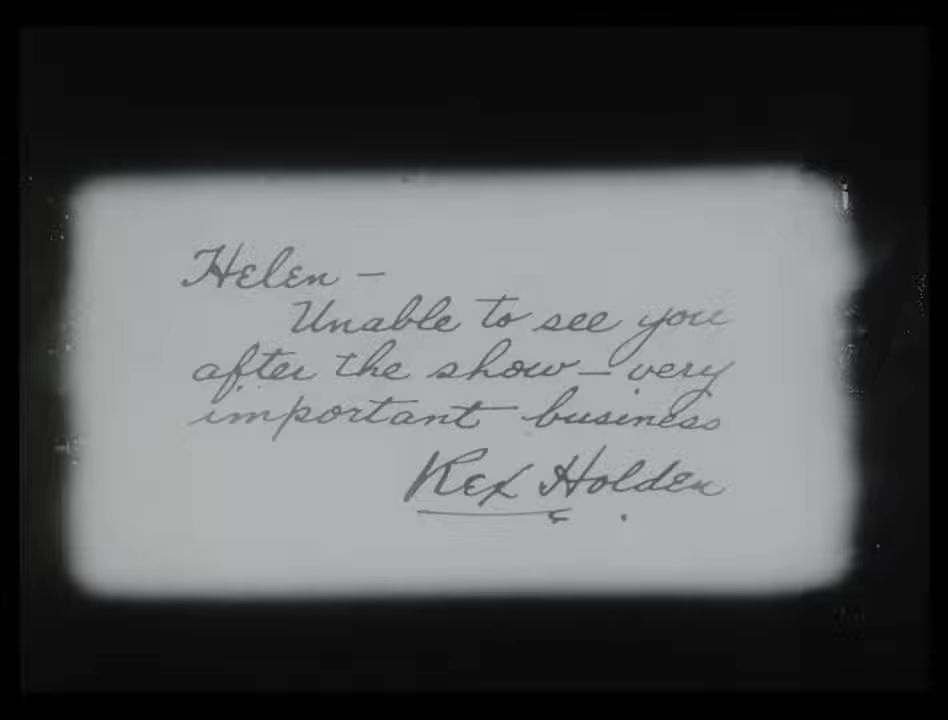 Helen –
Unable to see you
after the show – very
important business
Rex Holden